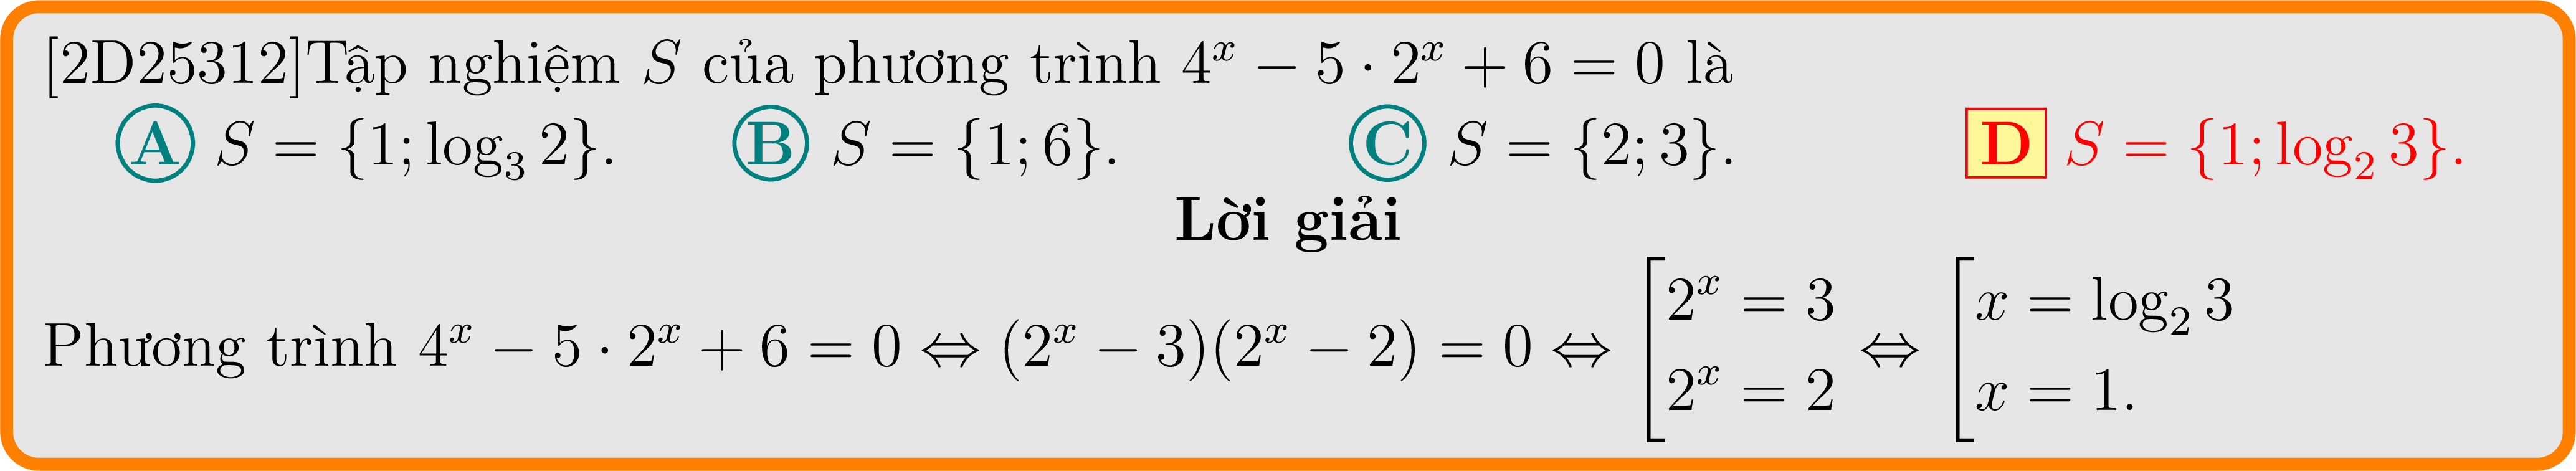 [2D25312]Tập nghiệm $S$ của phương trình $4^x - 5 \cdot 2^x + 6 = 0$ là
A $S = \{1; \log_3 2\}.$ B $S = \{1; 6\}.$ C $S = \{2; 3\}.$ D $S = \{1; \log_2 3\}.$
Lời giải
Phương trình $4^x - 5 \cdot 2^x + 6 = 0 \Leftrightarrow (2^x - 3)(2^x - 2) = 0 \Leftrightarrow \left[\begin{array}{l} 2^x = 3 \\ 2^x = 2 \end{array}\right. \Leftrightarrow \left[\begin{array}{l} x = \log_2 3 \\ x = 1. \end{array}\right.$